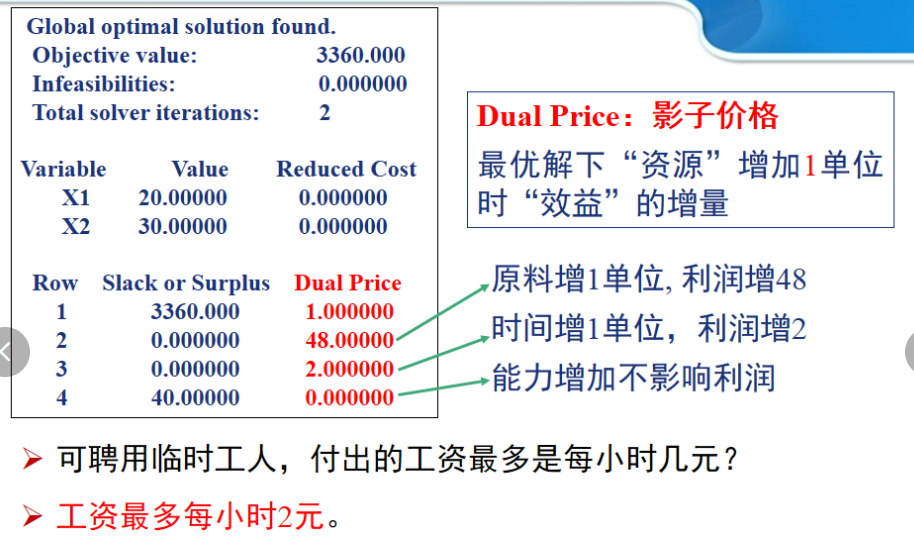 Global optimal solution found.
Objective value: 3360.000
Infeasibilities: 0.000000
Total solver iterations: 2
Variable Value Reduced Cost
X1 20.00000 0.000000
X2 30.00000 0.000000
Row Slack or Surplus Dual Price
1 3360.000 1.000000
2 0.000000 48.00000
3 0.000000 2.000000
4 40.00000 0.000000
Dual Price：影子价格
最优解下“资源”增加1单位
时“效益”的增量
原料增1单位, 利润增48
时间增1单位，利润增2
能力增加不影响利润
可聘用临时工人，付出的工资最多是每小时几元？
工资最多每小时2元。